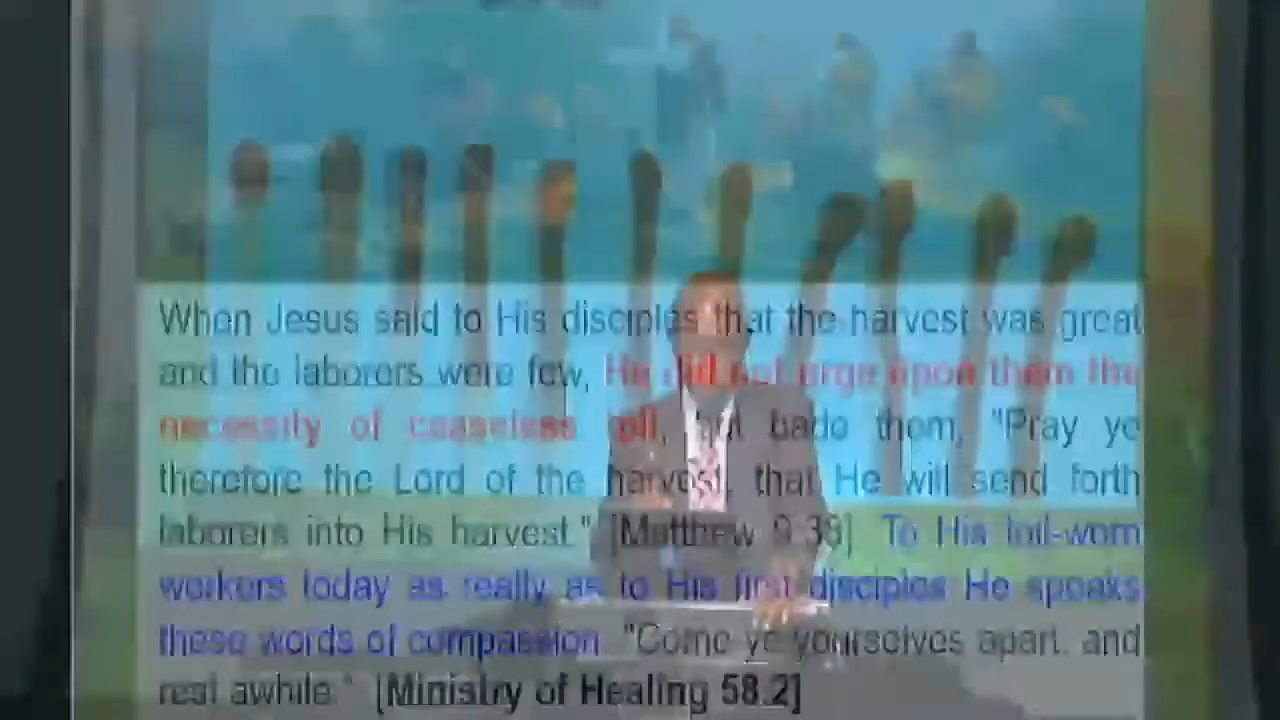 When Jesus said to His disciples that the harvest was great
and the laborers were few, He did not urge upon them the
necessity of ceaseless toil, but bade them, "Pray ye
therefore the Lord of the harvest, that He will send forth
laborers into His harvest." [Matthew 9:38] To His toil-worn
workers today as really as to His first disciples He speaks
these words of compassion, "Come ye yourselves apart, and
rest awhile." [Ministry of Healing 58.2]